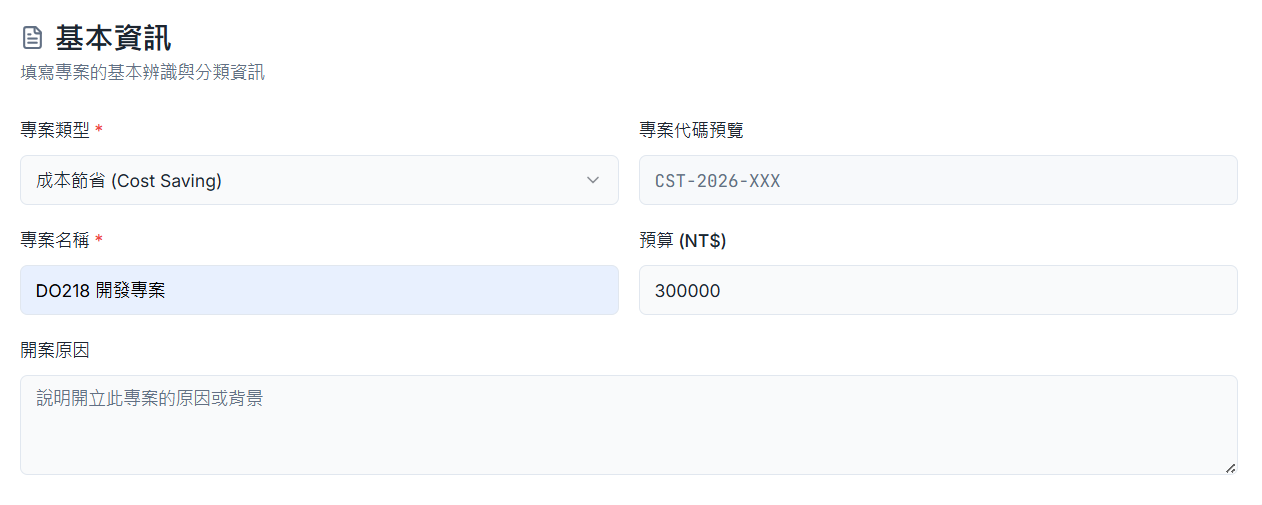 基本資訊
填寫專案的基本辨識與分類資訊
專案類型 *
專案代碼預覽
成本節省 (Cost Saving)
CST-2026-XXX
專案名稱 *
預算 (NT$)
DO218 開發專案
300000
開案原因
說明開立此專案的原因或背景